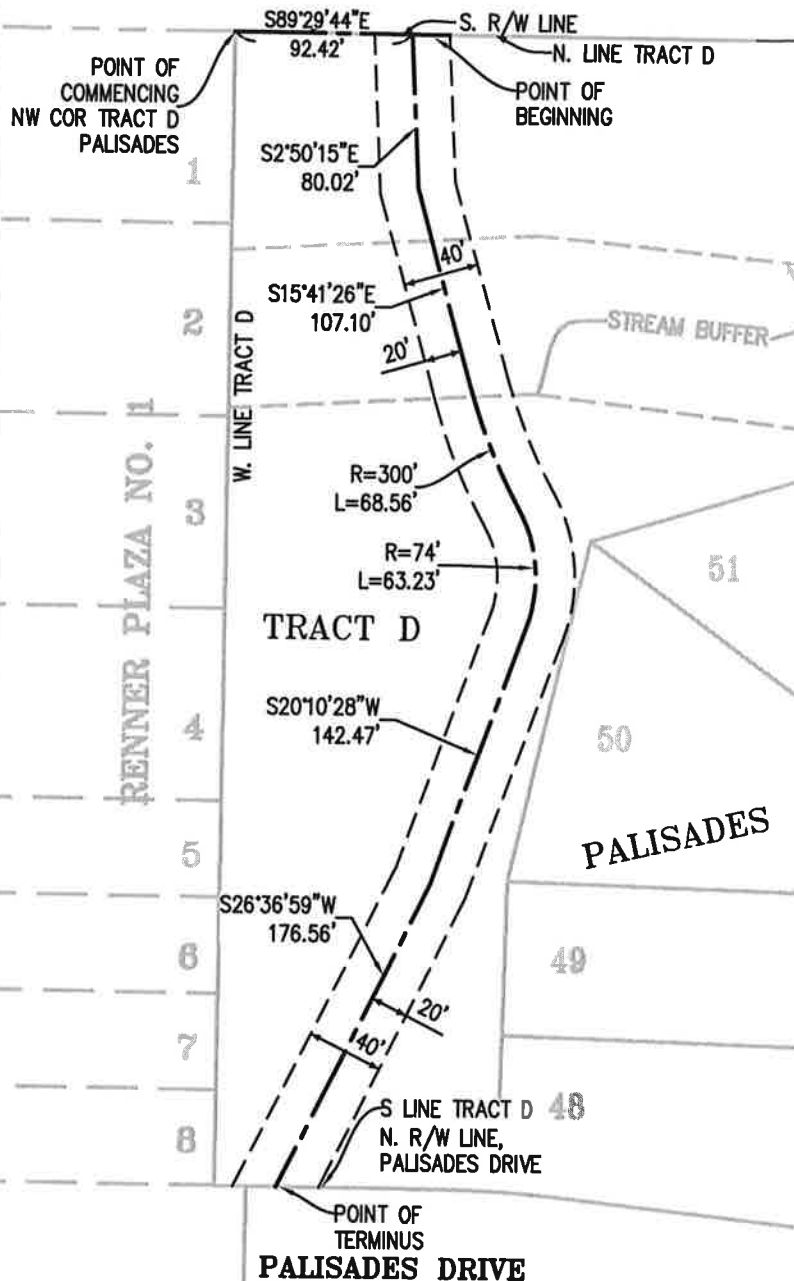 S89°29'44"E
92.42'
S. R/W LINE
N. LINE TRACT D
POINT OF
COMMENCING
NW COR TRACT D
PALISADES
POINT OF
BEGINNING
S2°50'15"E
80.02'
1
40'
S15°41'26"E
107.10'
2
20'
STREAM BUFFER
W. LINE TRACT D
RENNER PLAZA NO. 1
R=300'
L=68.56'
3
R=74'
L=63.23'
51
TRACT D
S20°10'28"W
142.47'
4
50
PALISADES
5
S26°36'59"W
176.56'
6
49
20'
7
40'
S LINE TRACT D
48
N. R/W LINE,
PALISADES DRIVE
8
POINT OF
TERMINUS
PALISADES DRIVE